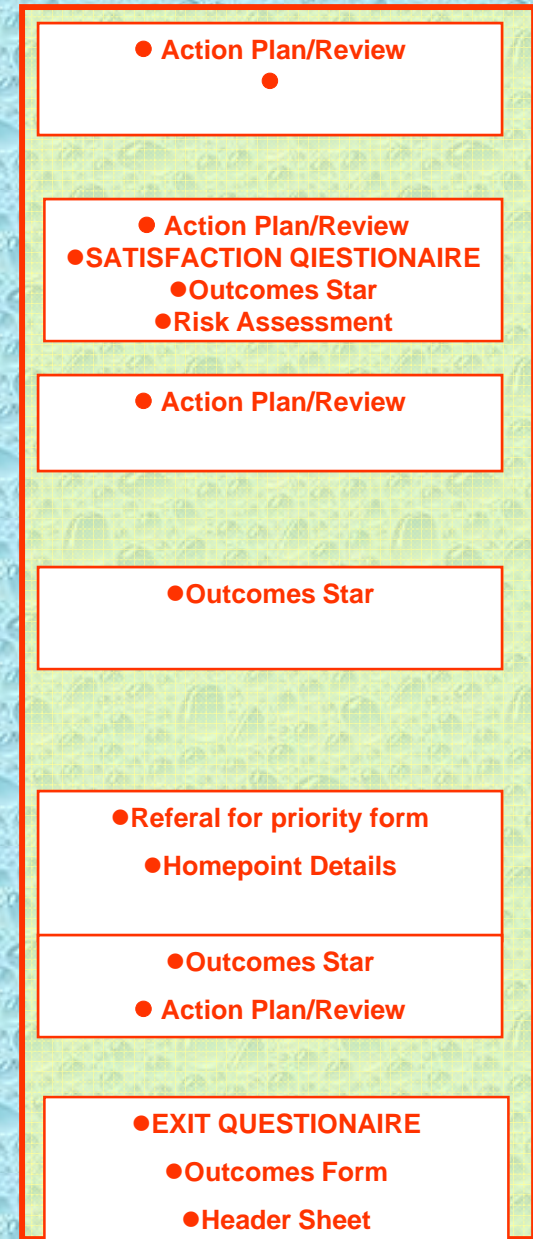 ● Action Plan/Review
●
● Action Plan/Review
●SATISFACTION QIESTIONAIRE
●Outcomes Star
●Risk Assessment
● Action Plan/Review
●Outcomes Star
●Referal for priority form
●Homepoint Details
●Outcomes Star
● Action Plan/Review
●EXIT QUESTIONAIRE
●Outcomes Form
●Header Sheet